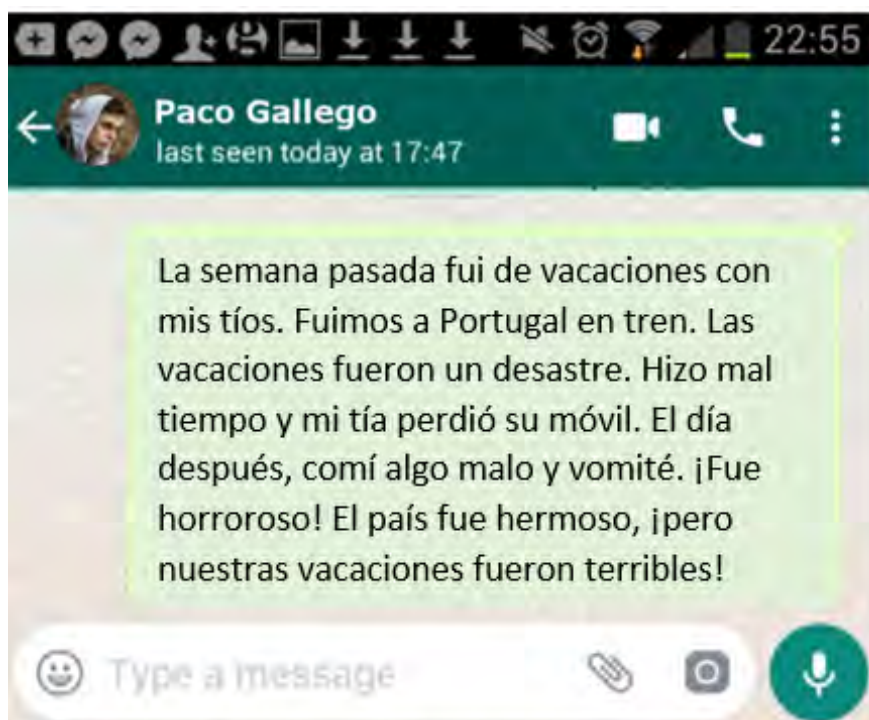 22:55
Paco Gallego
last seen today at 17:47
La semana pasada fui de vacaciones con
mis tíos. Fuimos a Portugal en tren. Las
vacaciones fueron un desastre. Hizo mal
tiempo y mi tía perdió su móvil. El día
después, comí algo malo y vomité. ¡Fue
horroroso! El país fue hermoso, ¡pero
nuestras vacaciones fueron terribles!
Type a message